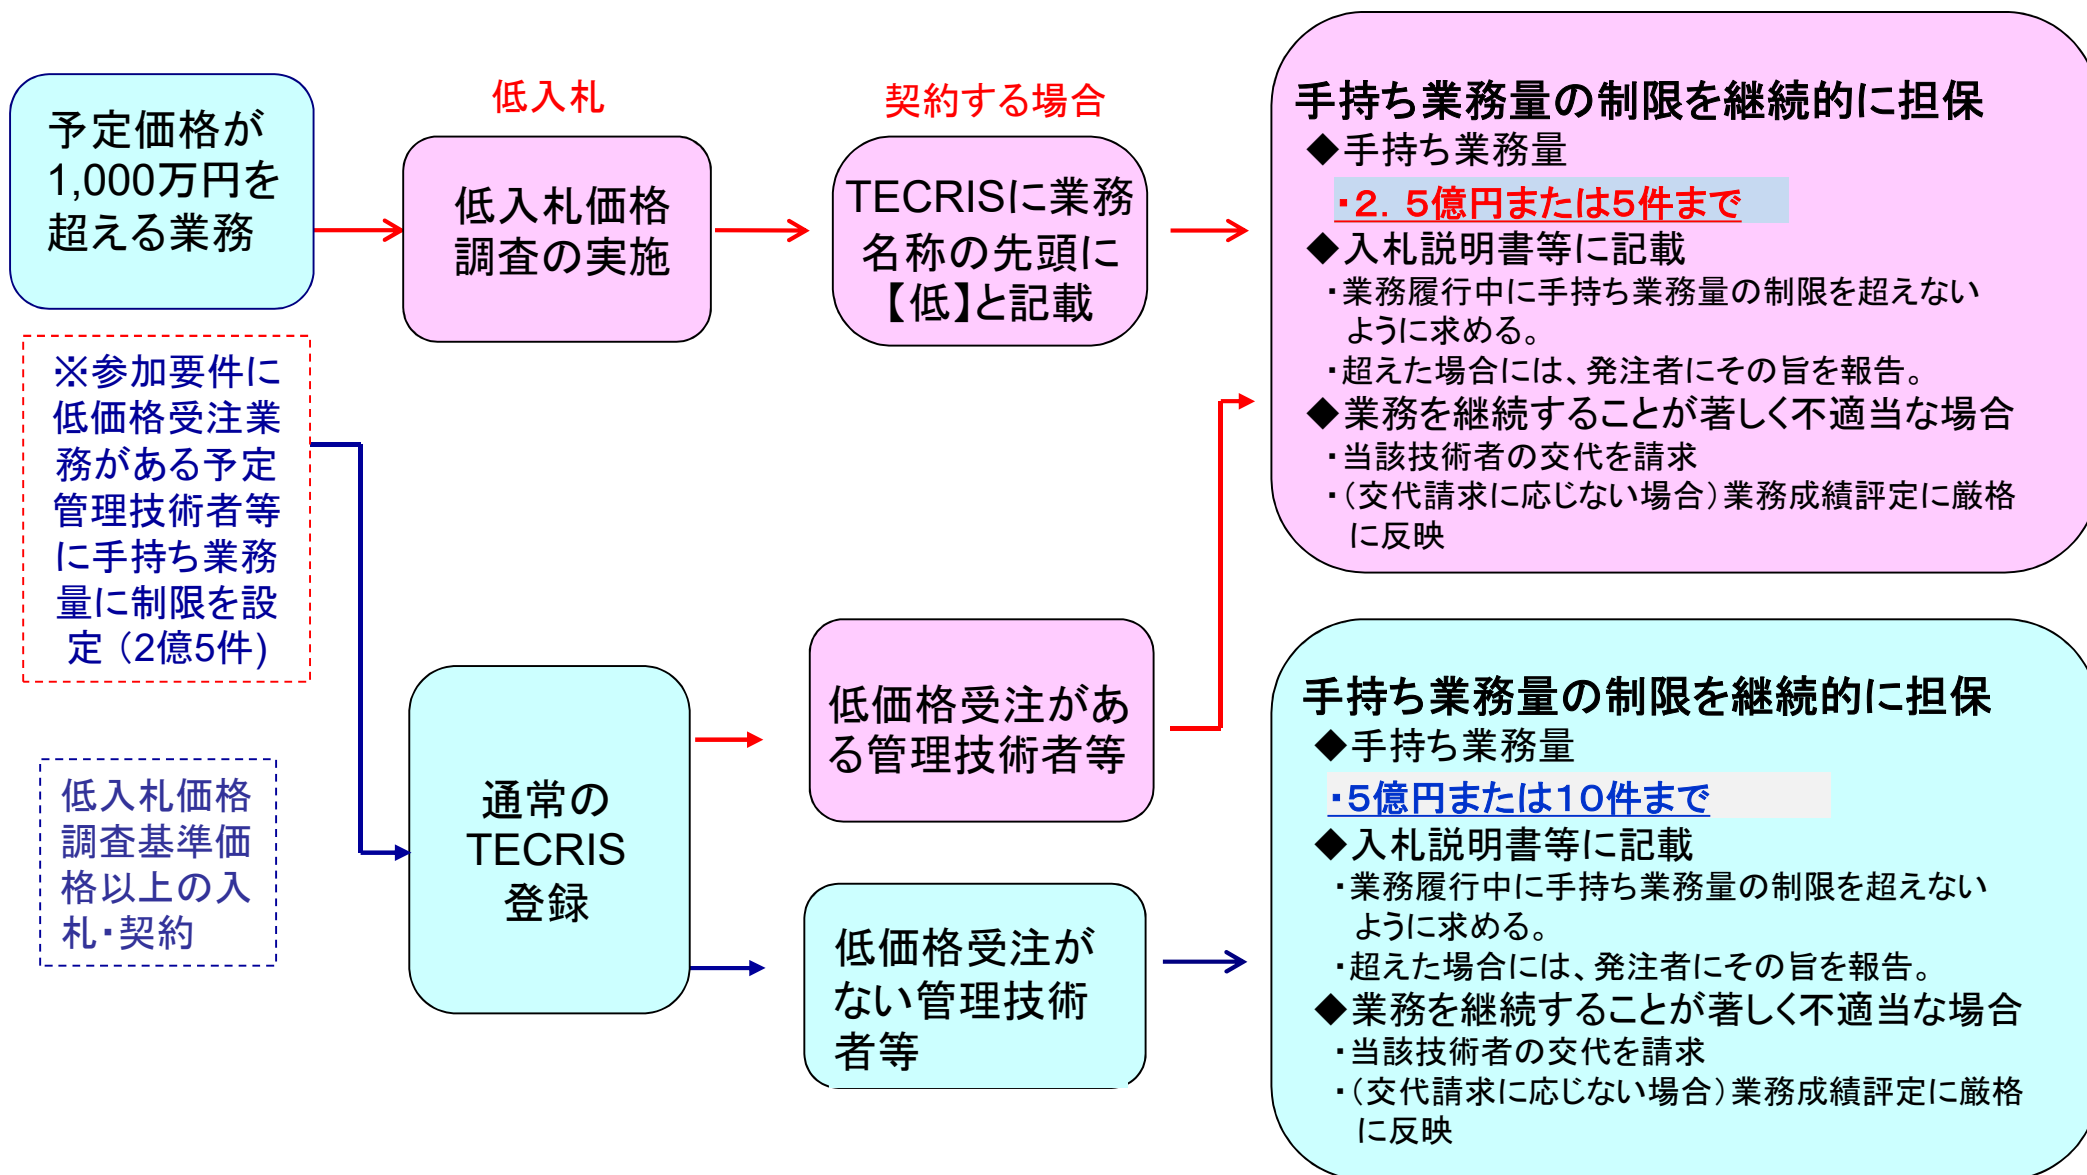 予定価格が
1,000万円を
超える業務
※参加要件に
低価格受注業
務がある予定
管理技術者等
に手持ち業務
量に制限を設
定（2億5件)
低入札価格
調査基準価
格以上の入
札・契約
低入札
低入札価格
調査の実施
契約する場合
TECRISに業務
名称の先頭に
【低】と記載
通常の
TECRIS
登録
低価格受注があ
る管理技術者等
低価格受注が
ない管理技術
者等
手持ち業務量の制限を継続的に担保
◆手持ち業務量
・２．５億円または５件まで
◆入札説明書等に記載
・業務履行中に手持ち業務量の制限を超えない
ように求める。
・超えた場合には、発注者にその旨を報告。
◆業務を継続することが著しく不適当な場合
・当該技術者の交代を請求
・（交代請求に応じない場合）業務成績評定に厳格
に反映
手持ち業務量の制限を継続的に担保
◆手持ち業務量
・５億円または１０件まで
◆入札説明書等に記載
・業務履行中に手持ち業務量の制限を超えない
ように求める。
・超えた場合には、発注者にその旨を報告。
◆業務を継続することが著しく不適当な場合
・当該技術者の交代を請求
・（交代請求に応じない場合）業務成績評定に厳格
に反映